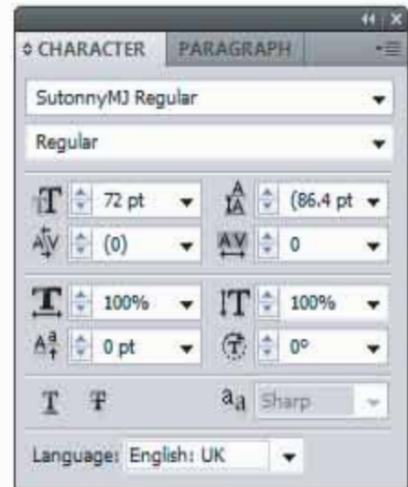 CHARACTER PARAGRAPH
SutonnyMJ Regular
Regular
72 pt (86.4 pt
(0) 0
100% 100%
0 pt 0°
Sharp
Language: English: UK